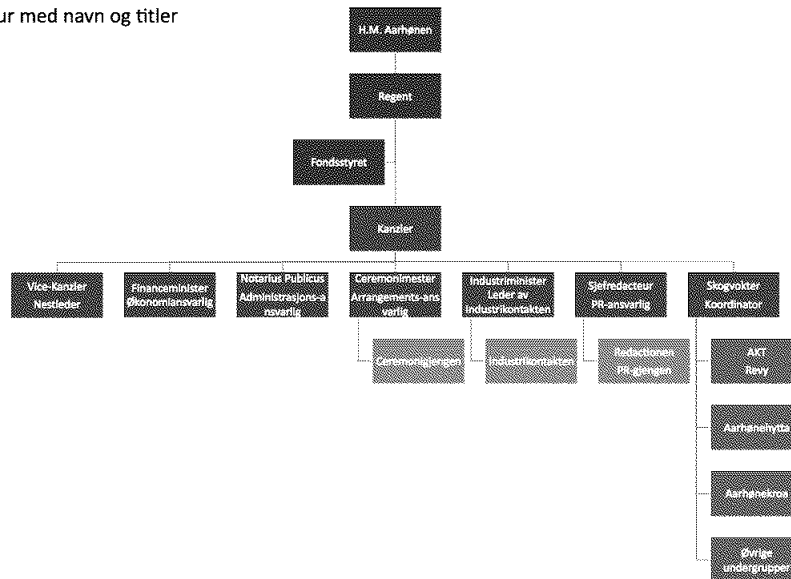 ur med navn og titler
H.M. Aarhønen
Regent
Fondsstyret
Kanzler
Vice-Kanzler
Nestleder
Financeminister
Økonomiansvarlig
Notarius Publicus
Administrasjons-a
nsvarlig
Ceremonimester
Arrangements-ans
varlig
Industriminister
Leder av
Industrikontakten
Sjefredacteur
PR-ansvarlig
Skogvokter
Koordinator
Ceremonigjengen
Industrikontakten
Redactionen
PR-gjengen
AKT
Revy
Aarhønehytta
Aarhønekroa
Øvrige
undergrupper